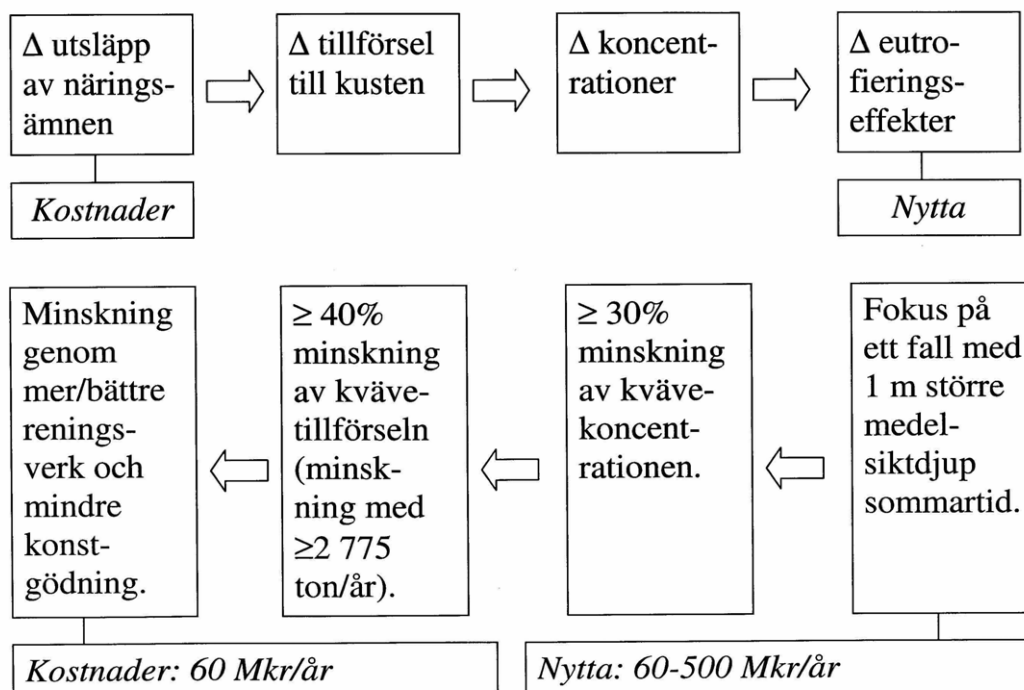 Δ utsläpp
av närings-
ämnen
Δ tillförsel
till kusten
Δ koncent-
rationer
Δ eutro-
fierings-
effekter
Kostnader
Nytta
Minskning
genom
mer/bättre
renings-
verk och
mindre
konst-
gödning.
≥ 40%
minskning
av kväve-
tillförseln
(minsk-
ning med
≥2 775
ton/år).
≥ 30%
minskning
av kväve-
koncent-
rationen.
Fokus på
ett fall med
1 m större
medel-
siktdjup
sommartid.
Kostnader: 60 Mkr/år
Nytta: 60-500 Mkr/år